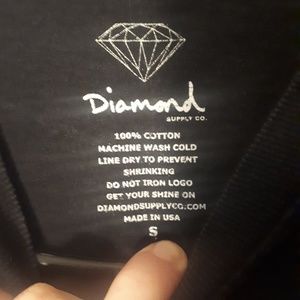 Diamond
SUPPLY CO.
100% COTTON
MACHINE WASH COLD
LINE DRY TO PREVENT
SHRINKING
DO NOT IRON LOGO
GET YOUR SHINE ON
DIAMONDSUPPLYCO.COM
MADE IN USA
S